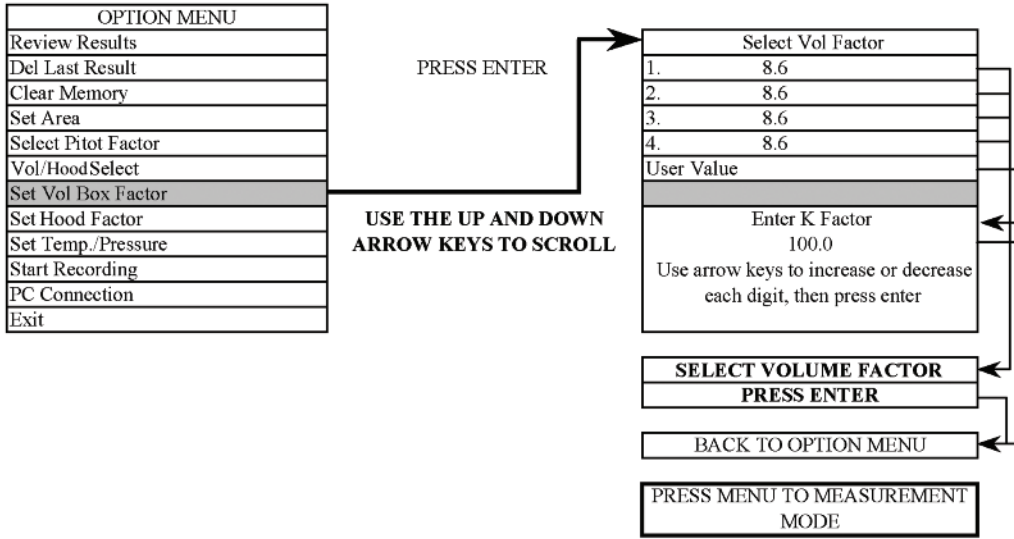 OPTION MENU
Review Results
Del Last Result
Clear Memory
Set Area
Select Pitot Factor
Vol/HoodSelect
Set Vol Box Factor
Set Hood Factor
Set Temp./Pressure
Start Recording
PC Connection
Exit
PRESS ENTER
USE THE UP AND DOWN
ARROW KEYS TO SCROLL
Select Vol Factor
1. 8.6
2. 8.6
3. 8.6
4. 8.6
User Value
Enter K Factor
100.0
Use arrow keys to increase or decrease
each digit, then press enter
SELECT VOLUME FACTOR
PRESS ENTER
BACK TO OPTION MENU
PRESS MENU TO MEASUREMENT
MODE